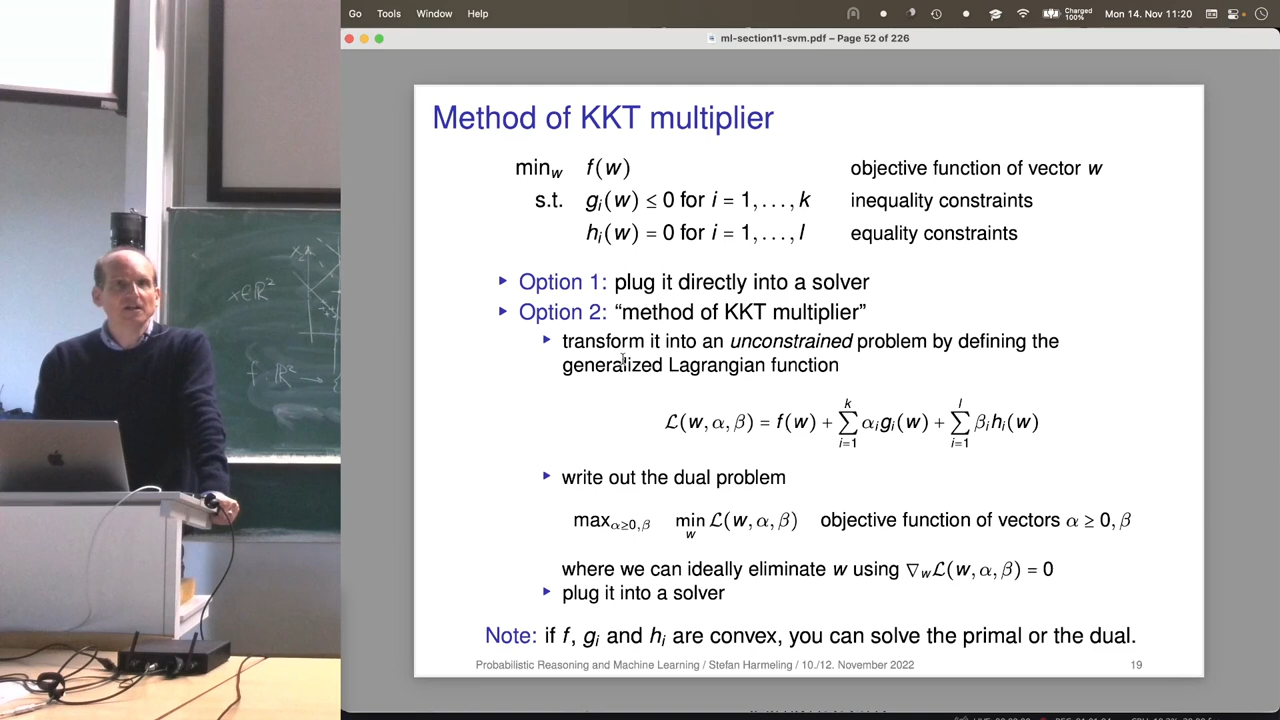 Go Tools Window Help
Charged 100% Mon 14. Nov 11:20
ml-section11-svm.pdf – Page 52 of 226
Method of KKT multiplier
min_w f(w) objective function of vector w
s.t. g_i(w) ≤ 0 for i = 1, . . . , k inequality constraints
h_i(w) = 0 for i = 1, . . . , l equality constraints
Option 1: plug it directly into a solver
Option 2: “method of KKT multiplier”
transform it into an unconstrained problem by defining the
generalized Lagrangian function
ℒ(w, α, β) = f(w) + ∑_{i=1}^{k} α_i g_i(w) + ∑_{i=1}^{l} β_i h_i(w)
write out the dual problem
max_{α≥0,β} min_w ℒ(w, α, β) objective function of vectors α ≥ 0, β
where we can ideally eliminate w using ∇_w ℒ(w, α, β) = 0
plug it into a solver
Note: if f, g_i and h_i are convex, you can solve the primal or the dual.
Probabilistic Reasoning and Machine Learning / Stefan Harmeling / 10./12. November 2022 19
x₂
x∈ℝ²
f : ℝ² →